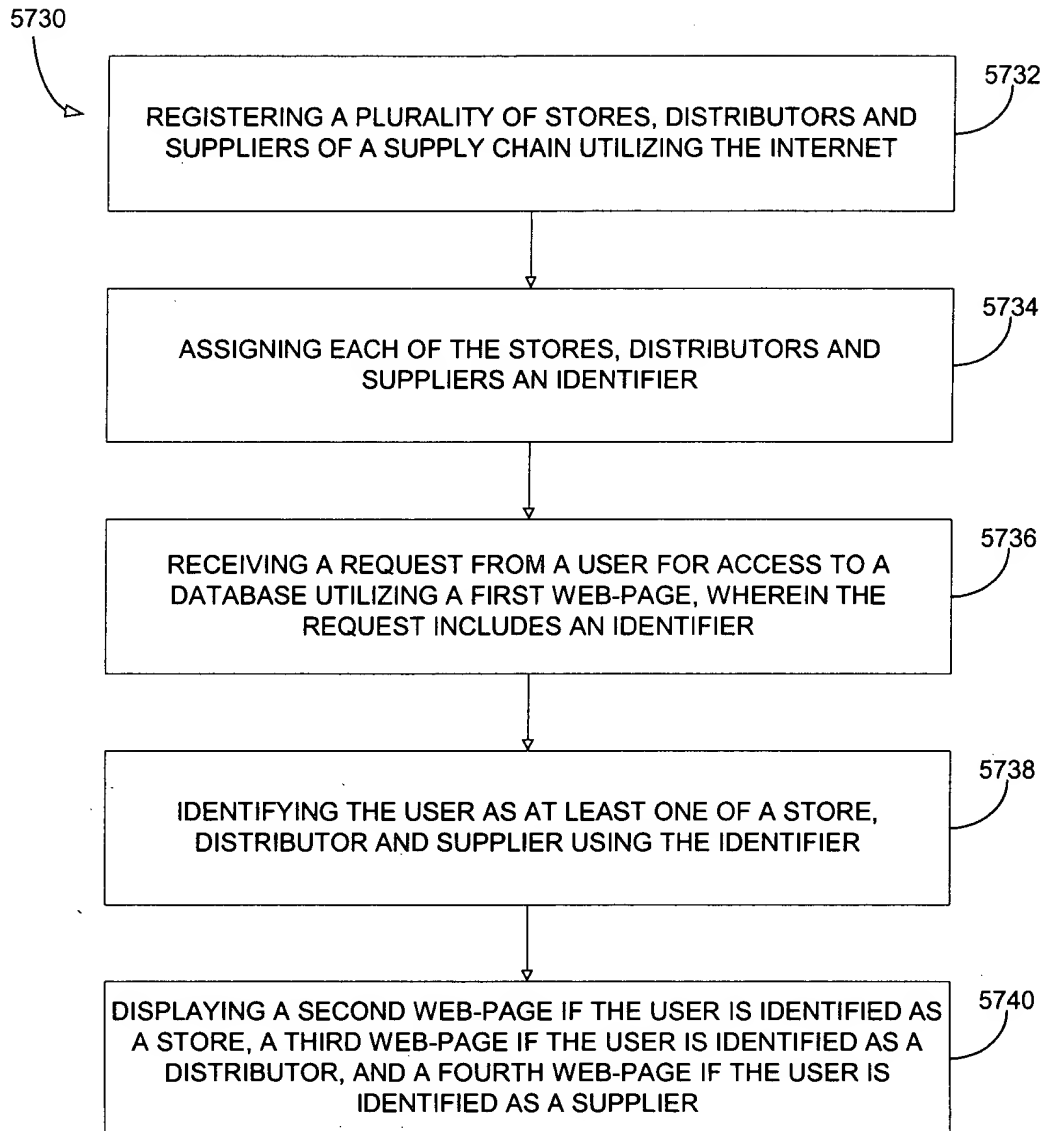 5730
5732
REGISTERING A PLURALITY OF STORES, DISTRIBUTORS AND
SUPPLIERS OF A SUPPLY CHAIN UTILIZING THE INTERNET
5734
ASSIGNING EACH OF THE STORES, DISTRIBUTORS AND
SUPPLIERS AN IDENTIFIER
5736
RECEIVING A REQUEST FROM A USER FOR ACCESS TO A
DATABASE UTILIZING A FIRST WEB-PAGE, WHEREIN THE
REQUEST INCLUDES AN IDENTIFIER
5738
IDENTIFYING THE USER AS AT LEAST ONE OF A STORE,
DISTRIBUTOR AND SUPPLIER USING THE IDENTIFIER
5740
DISPLAYING A SECOND WEB-PAGE IF THE USER IS IDENTIFIED AS
A STORE, A THIRD WEB-PAGE IF THE USER IS IDENTIFIED AS A
DISTRIBUTOR, AND A FOURTH WEB-PAGE IF THE USER IS
IDENTIFIED AS A SUPPLIER